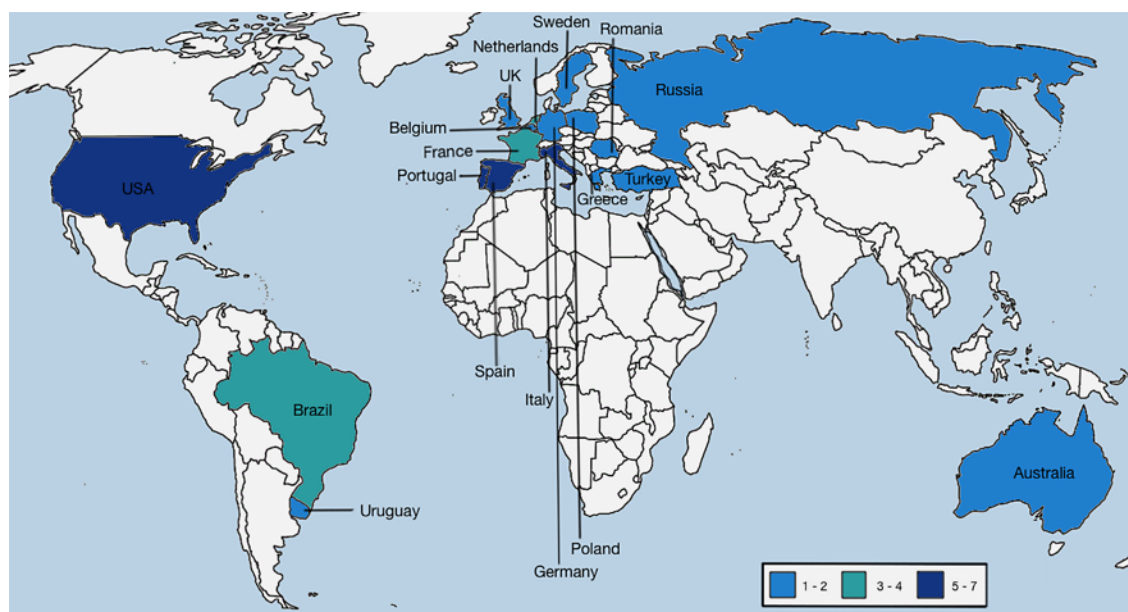 Sweden
Romania
Netherlands
UK
Russia
Belgium
France
Portugal
Turkey
USA
Greece
Spain
Italy
Brazil
Australia
Uruguay
Poland
Germany
1 - 2
3 - 4
5 - 7